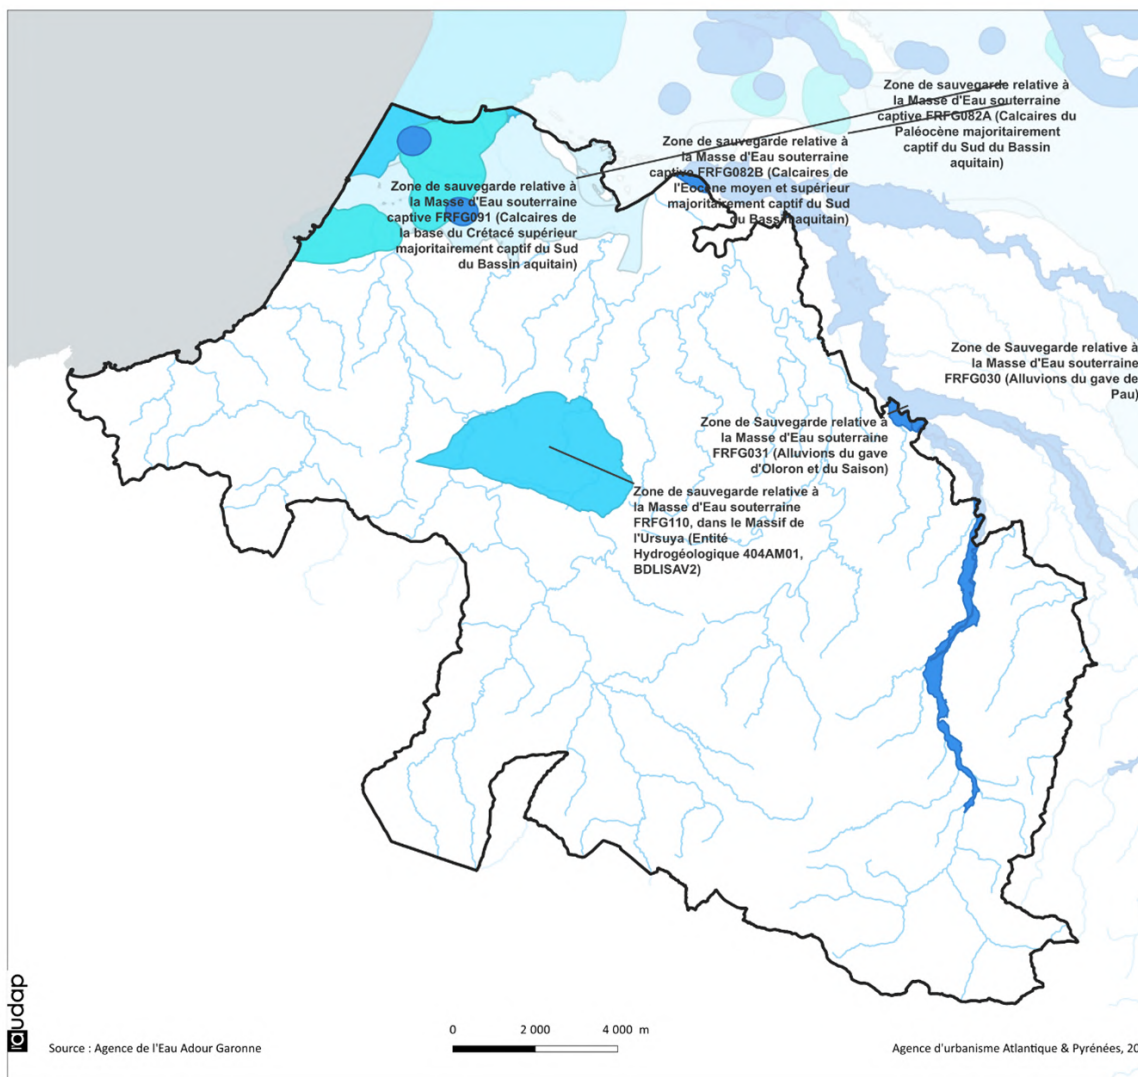 Zone de sauvegarde relative à
la Masse d'Eau souterraine
captive FRFG082A (Calcaires du
Paléocène majoritairement
captif du Sud du Bassin
aquitain)
Zone de sauvegarde relative à
la Masse d'Eau souterraine
captive FRFG082B (Calcaires de
l'Eocène moyen et supérieur
majoritairement captif du Sud
du Bassin aquitain)
Zone de sauvegarde relative à
la Masse d'Eau souterraine
captive FRFG091 (Calcaires de
la base du Crétacé supérieur
majoritairement captif du Sud
du Bassin aquitain)
Zone de Sauvegarde relative à
la Masse d'Eau souterraine
FRFG030 (Alluvions du gave de
Pau)
Zone de Sauvegarde relative à
la Masse d'Eau souterraine
FRFG031 (Alluvions du gave
d'Oloron et du Saison)
Zone de sauvegarde relative à
la Masse d'Eau souterraine
FRFG110, dans le Massif de
l'Ursuya (Entité
Hydrogéologique 404AM01,
BDLISAV2)
l'audap
0 2 000 4 000 m
Source : Agence de l'Eau Adour Garonne
Agence d'urbanisme Atlantique & Pyrénées, 20